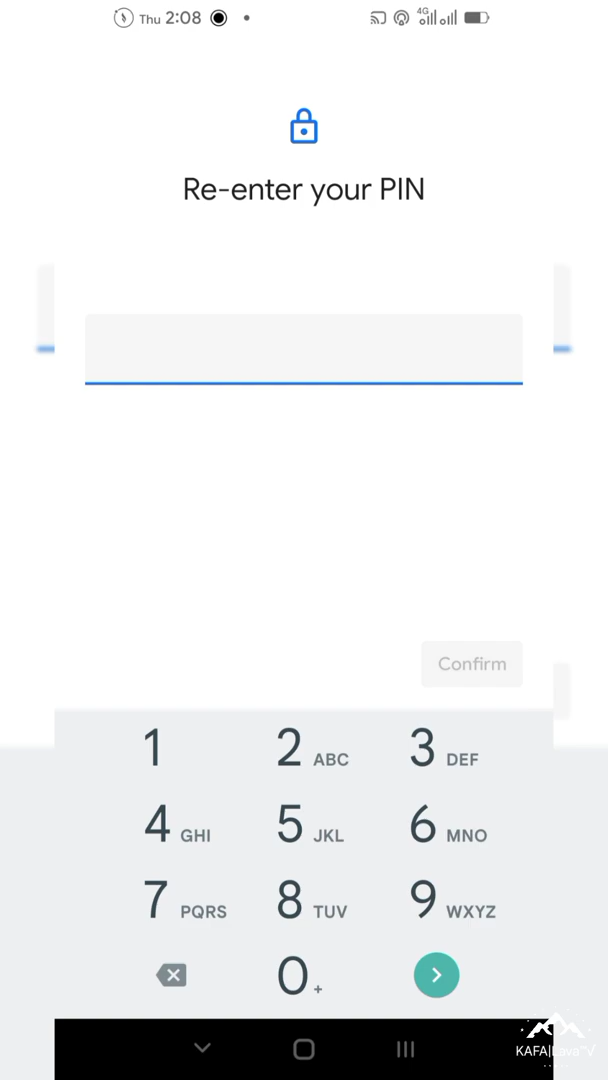 Thu 2:08 4G
Re-enter your PIN
Confirm
1 2 ABC 3 DEF
4 GHI 5 JKL 6 MNO
7 PQRS 8 TUV 9 WXYZ
0 +